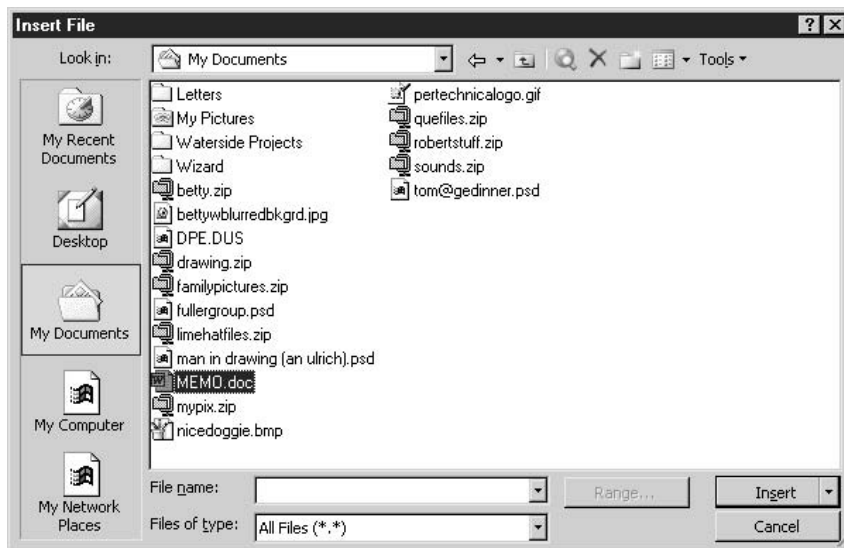 Insert File
Look in:
My Documents
Tools
My Recent
Documents
Desktop
My Documents
My Computer
My Network
Places
Letters
My Pictures
Waterside Projects
Wizard
betty.zip
bettywblurredbkgrd.jpg
DPE.DUS
drawing.zip
familypictures.zip
fullergroup.psd
limehatfiles.zip
man in drawing (an ulrich).psd
MEMO.doc
mypix.zip
nicedoggie.bmp
pertechnicalogo.gif
quefiles.zip
robertstuff.zip
sounds.zip
tom@gedinner.psd
File name:
Range...
Insert
Files of type:
All Files (*.*)
Cancel